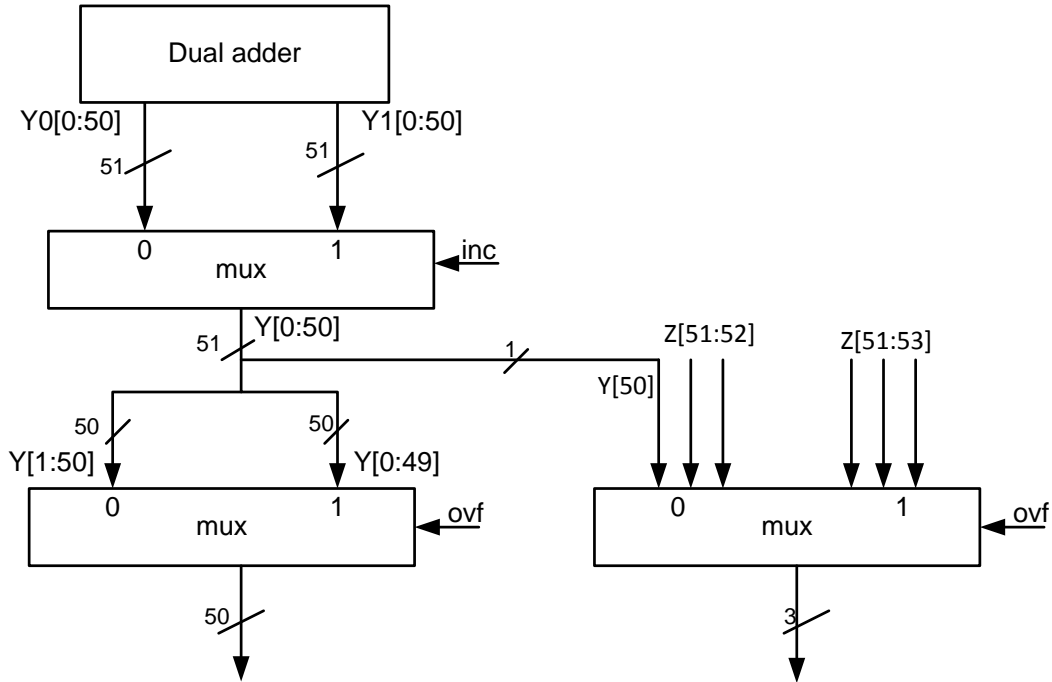 Dual adder
Y0[0:50]
Y1[0:50]
51
51
0
1
mux
inc
Y[0:50]
51
1
Z[51:52]
Z[51:53]
Y[50]
50
50
Y[1:50]
Y[0:49]
0
1
mux
ovf
0
1
mux
ovf
50
3